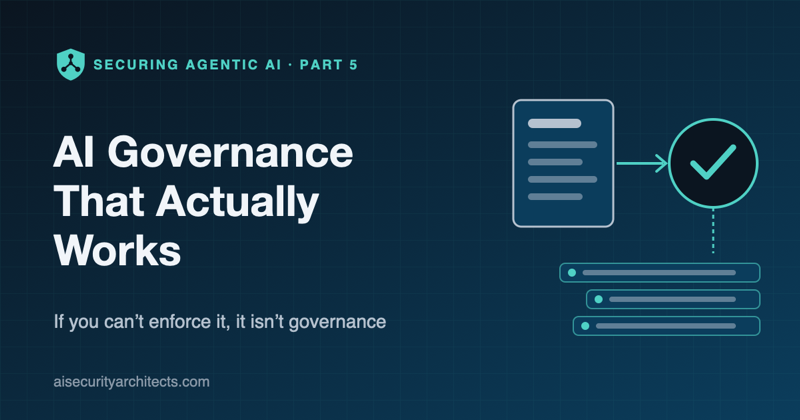 SECURING AGENTIC AI · PART 5
AI Governance
That Actually
Works
If you can’t enforce it, it isn’t governance
aisecurityarchitects.com